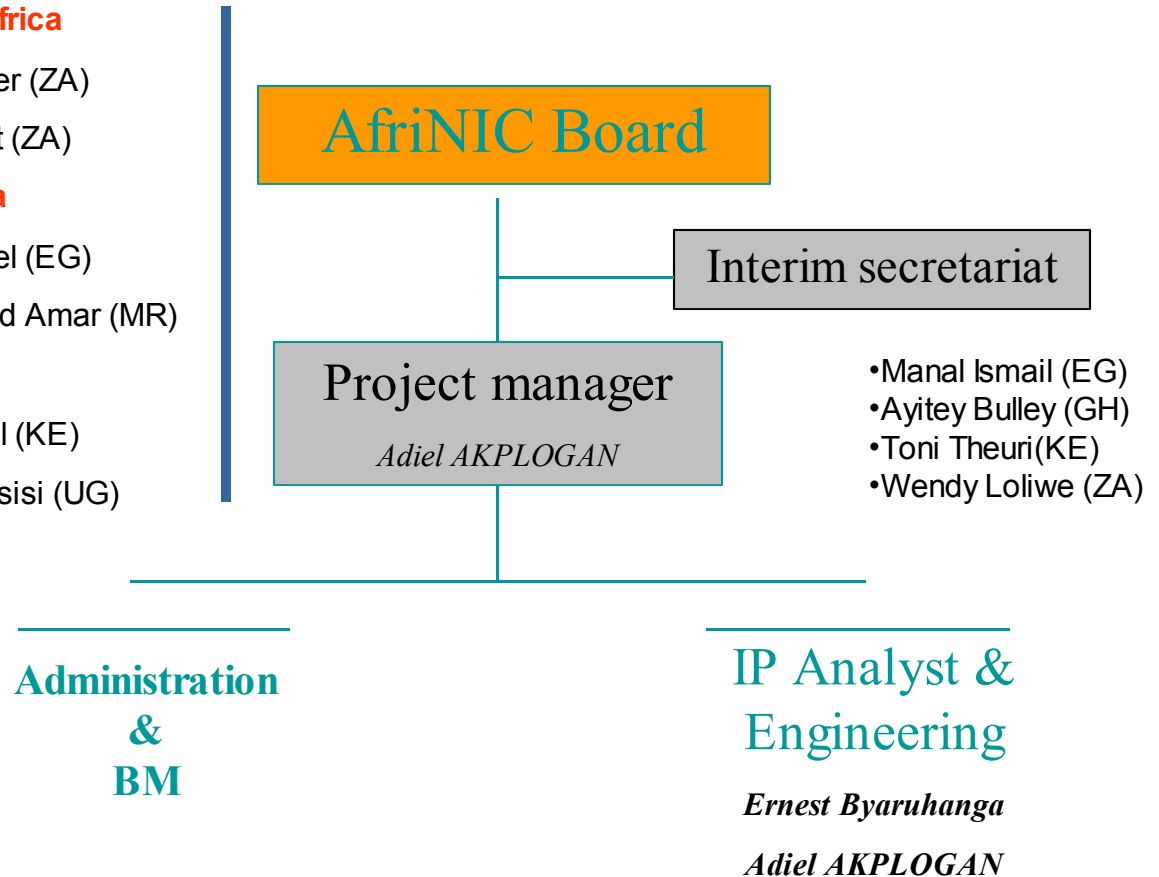 frica
er (ZA)
t (ZA)
a
el (EG)
d Amar (MR)
l (KE)
sisi (UG)
AfriNIC Board
Interim secretariat
Project manager
Adiel AKPLOGAN
•Manal Ismail (EG)
•Ayitey Bulley (GH)
•Toni Theuri(KE)
•Wendy Loliwe (ZA)
Administration
&
BM
IP Analyst &
Engineering
Ernest Byaruhanga
Adiel AKPLOGAN